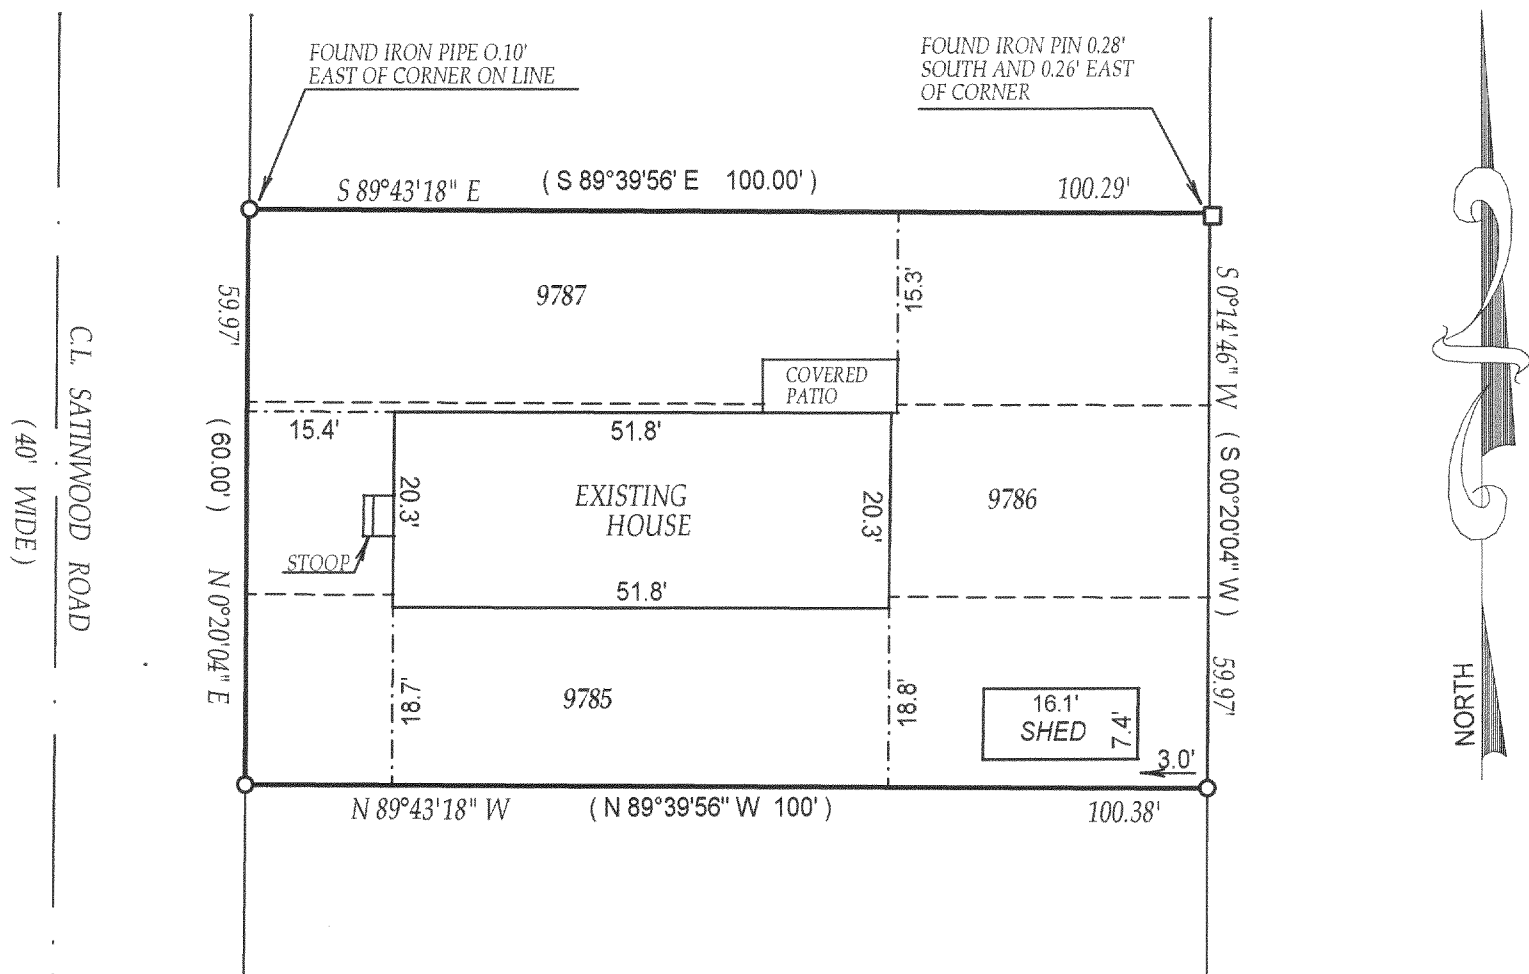 FOUND IRON PIPE O.10'
EAST OF CORNER ON LINE
FOUND IRON PIN 0.28'
SOUTH AND 0.26' EAST
OF CORNER
S 89°43'18" E
( S 89°39'56' E 100.00' )
100.29'
59.97'
9787
15.3'
S 0°14'46" W
( S 00°20'04" W )
59.97'
COVERED
PATIO
C.L. SATINWOOD ROAD
( 40' WIDE )
( 60.00' )
N 0°20'04" E
15.4'
51.8'
20.3'
EXISTING
HOUSE
20.3'
9786
STOOP
51.8'
18.7'
9785
18.8'
16.1'
SHED
7.4'
3.0'
N 89°43'18" W
( N 89°39'56" W 100' )
100.38'
NORTH